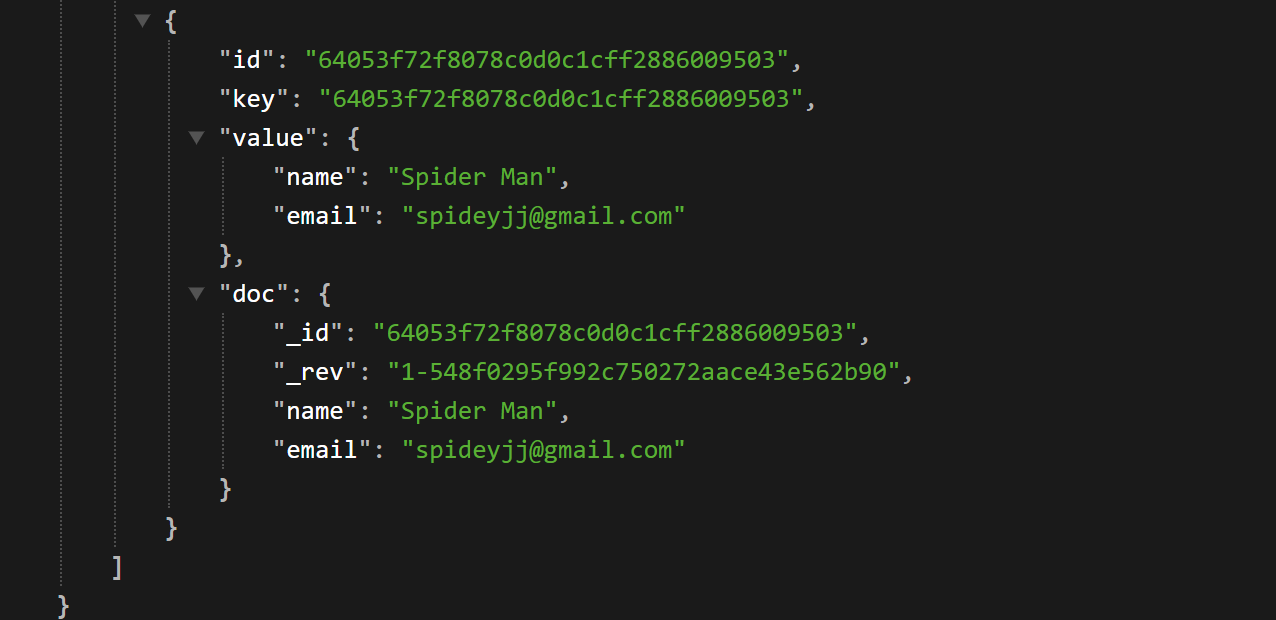 {
"id": "64053f72f8078c0d0c1cff2886009503",
"key": "64053f72f8078c0d0c1cff2886009503",
"value": {
"name": "Spider Man",
"email": "spideyjj@gmail.com"
},
"doc": {
"_id": "64053f72f8078c0d0c1cff2886009503",
"_rev": "1-548f0295f992c750272aace43e562b90",
"name": "Spider Man",
"email": "spideyjj@gmail.com"
}
}
]
}